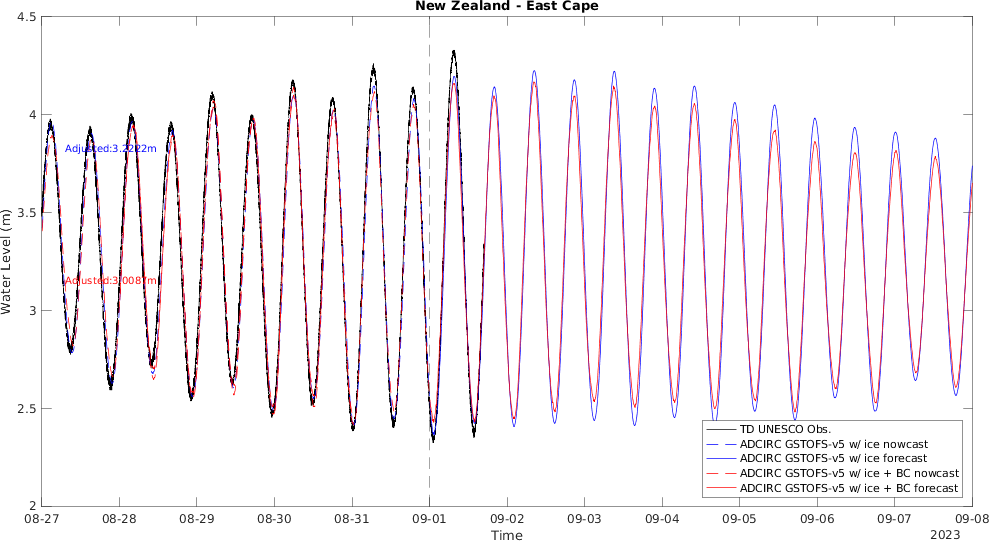 New Zealand - East Cape
4.5
4
3.5
3
2.5
2
Water Level (m)
Adjusted:3.2222m
Adjusted:3.0087m
TD UNESCO Obs.
ADCIRC GSTOFS-v5 w/ ice nowcast
ADCIRC GSTOFS-v5 w/ ice forecast
ADCIRC GSTOFS-v5 w/ ice + BC nowcast
ADCIRC GSTOFS-v5 w/ ice + BC forecast
08-27 08-28 08-29 08-30 08-31 09-01 09-02 09-03 09-04 09-05 09-06 09-07 09-08
Time
2023